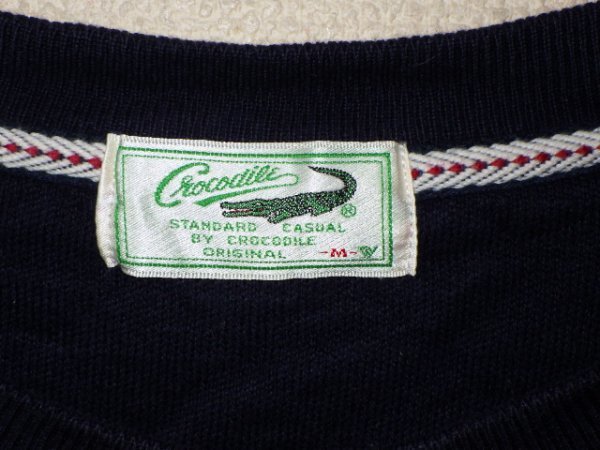 Crocodile
®
STANDARD CASUAL
BY CROCODILE
ORIGINAL -M-